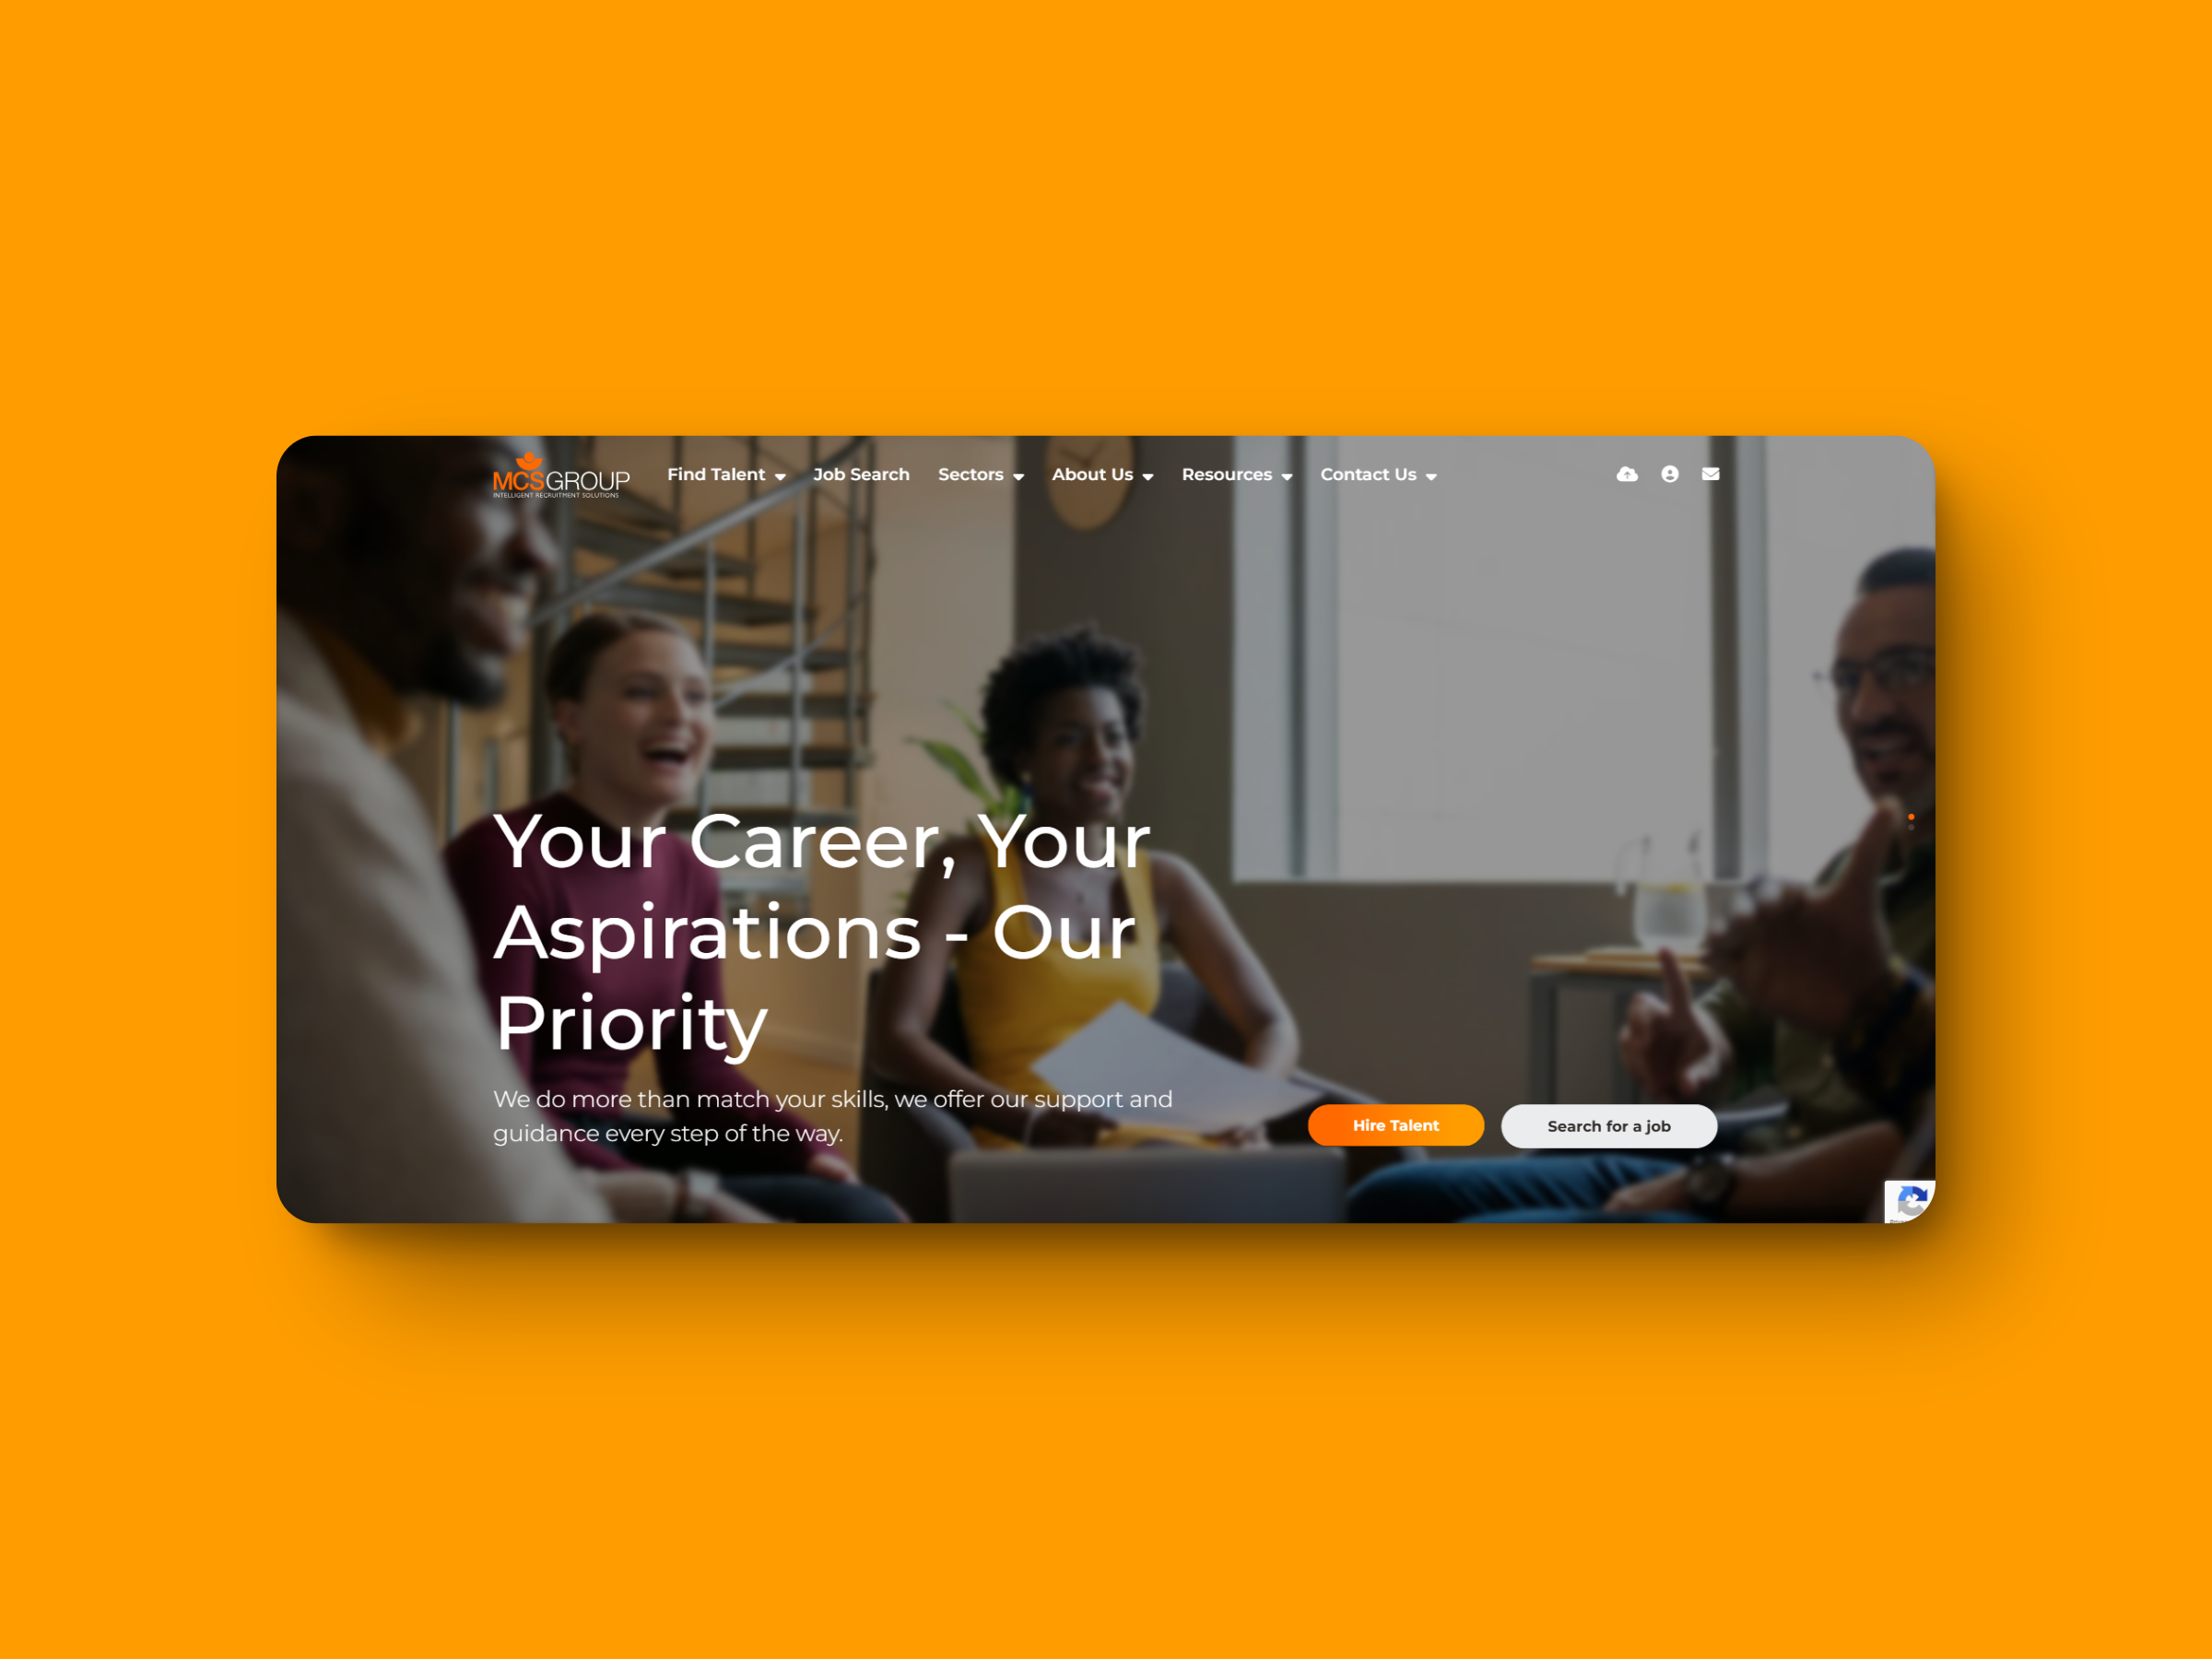 MCSGROUP
INTELLIGENT RECRUITMENT SOLUTIONS
Find Talent
Job Search
Sectors
About Us
Resources
Contact Us
Your Career, Your
Aspirations - Our
Priority
We do more than match your skills, we offer our support and
guidance every step of the way.
Hire Talent
Search for a job